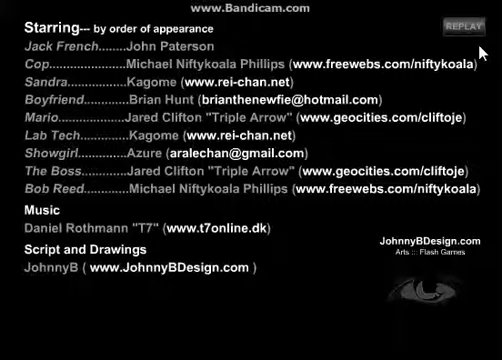 www.Bandicam.com
Starring--- by order of appearance
REPLAY
Jack French........John Paterson
Cop......................Michael Niftykoala Phillips (www.freewebs.com/niftykoala)
Sandra.................Kagome (www.rei-chan.net)
Boyfriend.............Brian Hunt (brianthenewfie@hotmail.com)
Mario...................Jared Clifton "Triple Arrow" (www.geocities.com/cliftoje)
Lab Tech..............Kagome (www.rei-chan.net)
Showgirl..............Azure (aralechan@gmail.com)
The Boss.............Jared Clifton "Triple Arrow" (www.geocities.com/cliftoje)
Bob Reed.............Michael Niftykoala Phillips (www.freewebs.com/niftykoala)
Music
Daniel Rothmann "T7" (www.t7online.dk)
Script and Drawings
JohnnyB ( www.JohnnyBDesign.com )
JohnnyBDesign.com
Arts ::: Flash Games